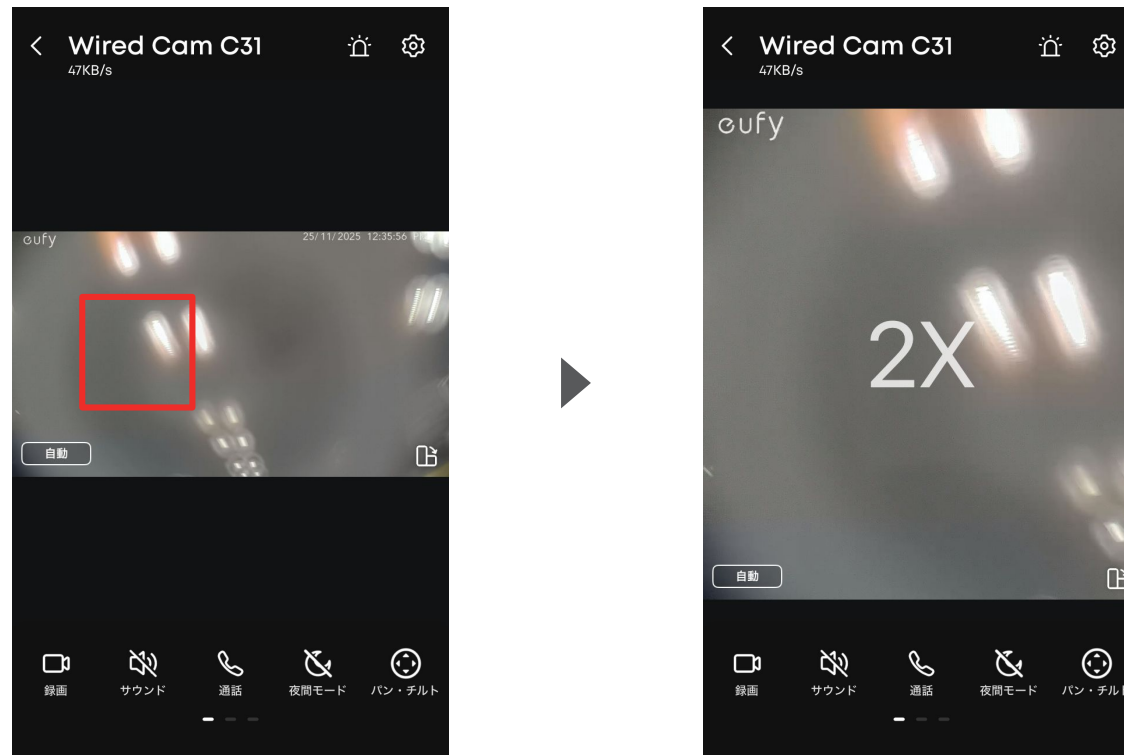 Wired Cam C31
47KB/s
eufy
25/11/2025 12:35:56
自動
録画
サウンド
通話
夜間モード
パン・チルト
Wired Cam C31
47KB/s
eufy
2X
自動
録画
サウンド
通話
夜間モード
パン・チル